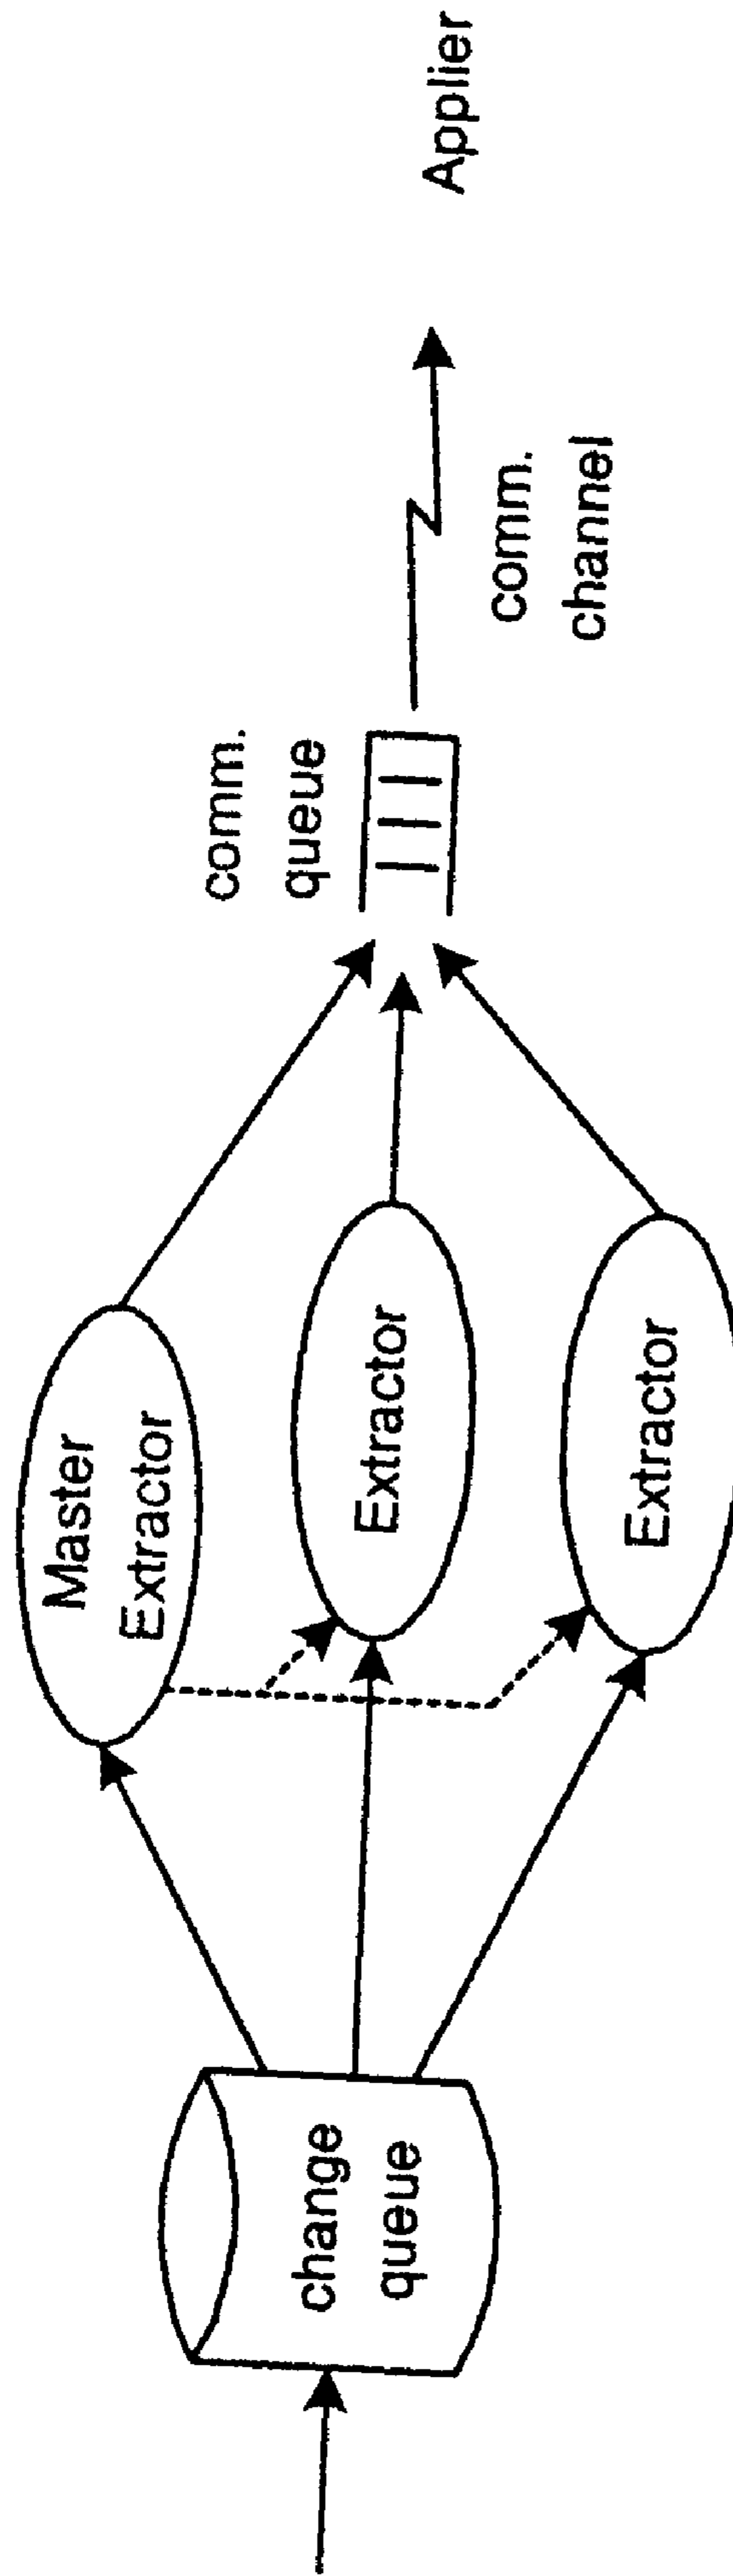 change
queue
Master
Extractor
Extractor
Extractor
comm.
queue
comm.
channel
Applier